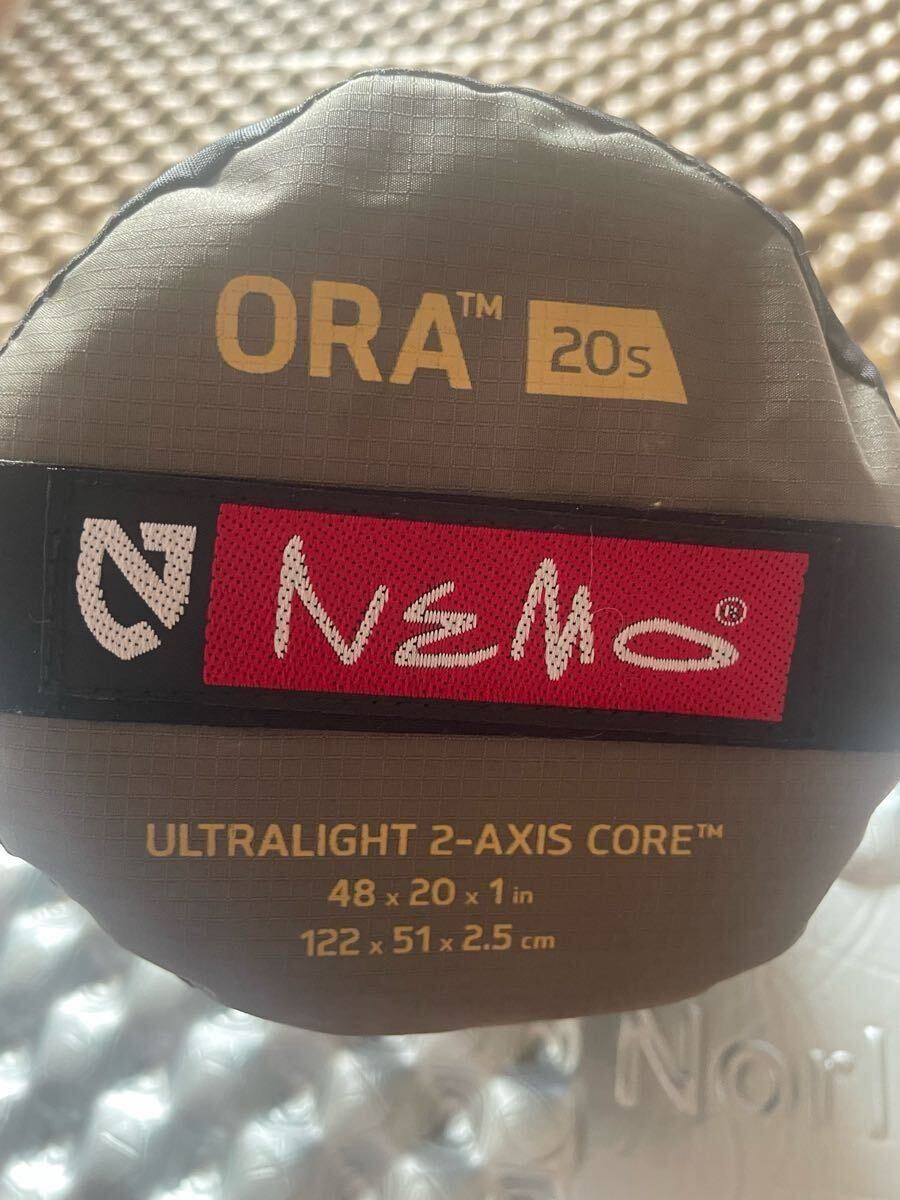 ORA™ 20S
NEMO®
ULTRALIGHT 2-AXIS CORE™
48 x 20 x 1 in
122 x 51 x 2.5 cm